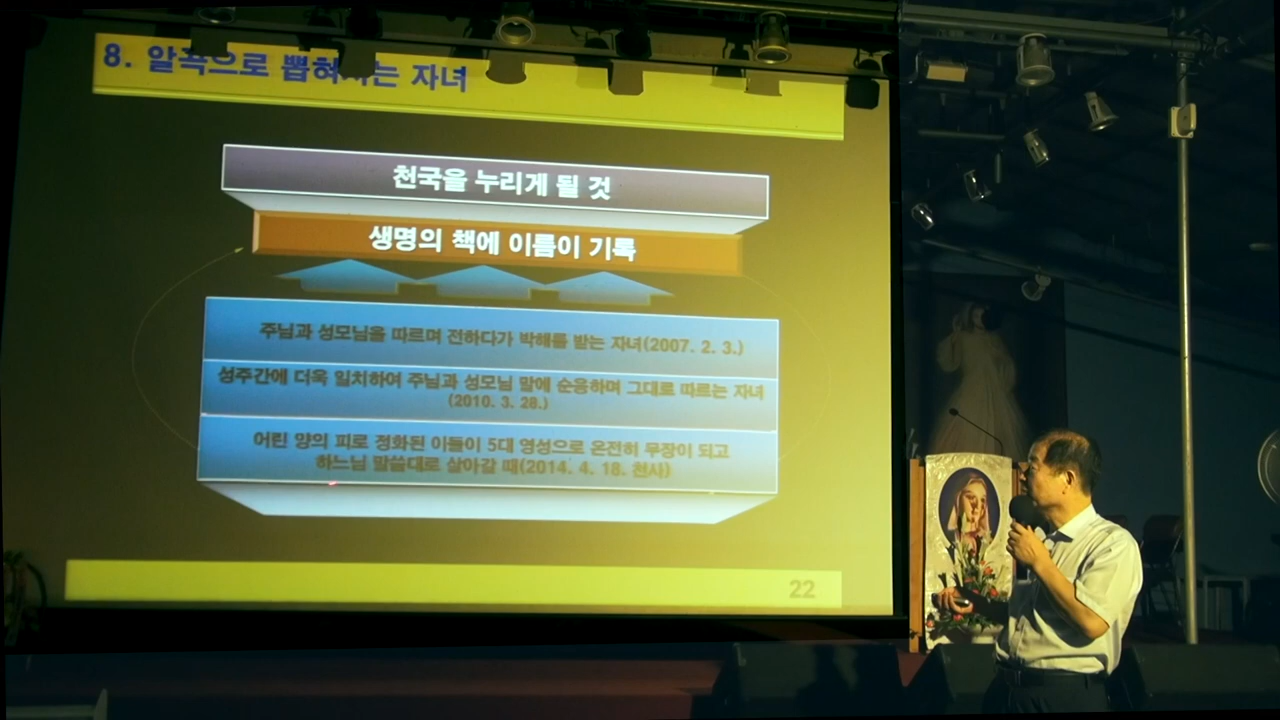 8. 알곡으로 뽑혀 는 자녀
천국을 누리게 될 것
생명의 책에 이름이 기록
주님과 성모님을 따르며 전하다가 박해를 받는 자녀(2007. 2. 3.)
성주간에 더욱 일치하여 주님과 성모님 말에 순응하며 그대로 따르는 자녀
(2010. 3. 28.)
어린 양의 피로 정화된 이들이 5대 영성으로 온전히 무장이 되고
하느님 말씀대로 살아갈 때(2014. 4. 18. 천사)
22